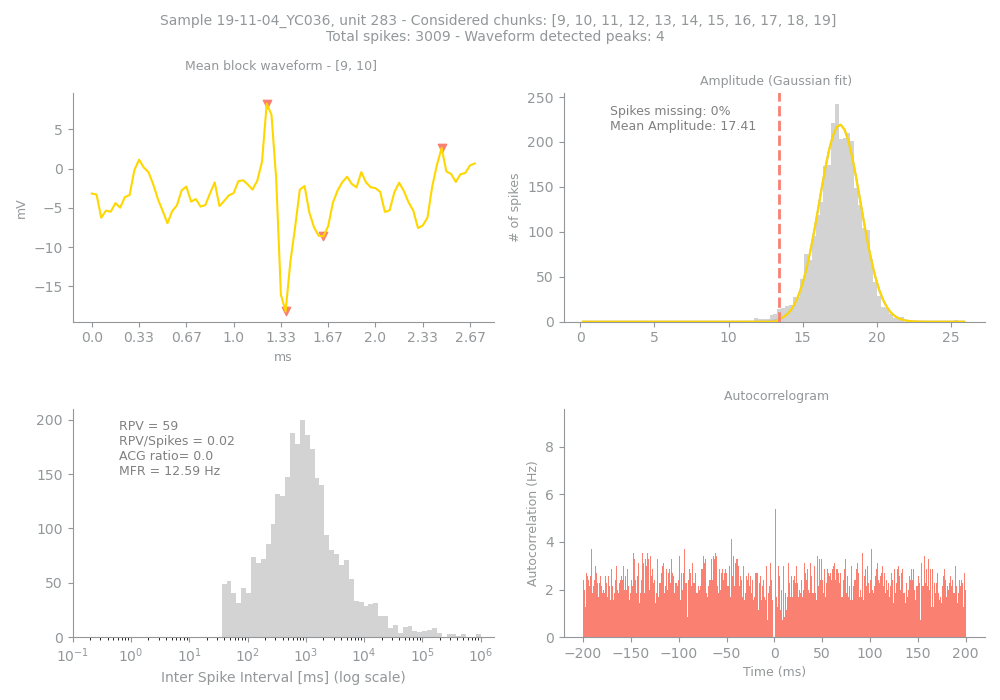 Sample 19-11-04_YC036, unit 283 - Considered chunks: [9, 10, 11, 12, 13, 14, 15, 16, 17, 18, 19]
Total spikes: 3009 - Waveform detected peaks: 4
Mean block waveform - [9, 10]
5
0
−5
−10
−15
mV
0.0 0.33 0.67 1.0 1.33 1.67 2.0 2.33 2.67
ms
Amplitude (Gaussian fit)
Spikes missing: 0%
Mean Amplitude: 17.41
250
200
150
100
50
0
# of spikes
0 5 10 15 20 25
RPV = 59
RPV/Spikes = 0.02
ACG ratio= 0.0
MFR = 12.59 Hz
200
150
100
50
0
10⁻¹ 10⁰ 10¹ 10² 10³ 10⁴ 10⁵ 10⁶
Inter Spike Interval [ms] (log scale)
Autocorrelogram
8
6
4
2
0
Autocorrelation (Hz)
−200 −150 −100 −50 0 50 100 150 200
Time (ms)